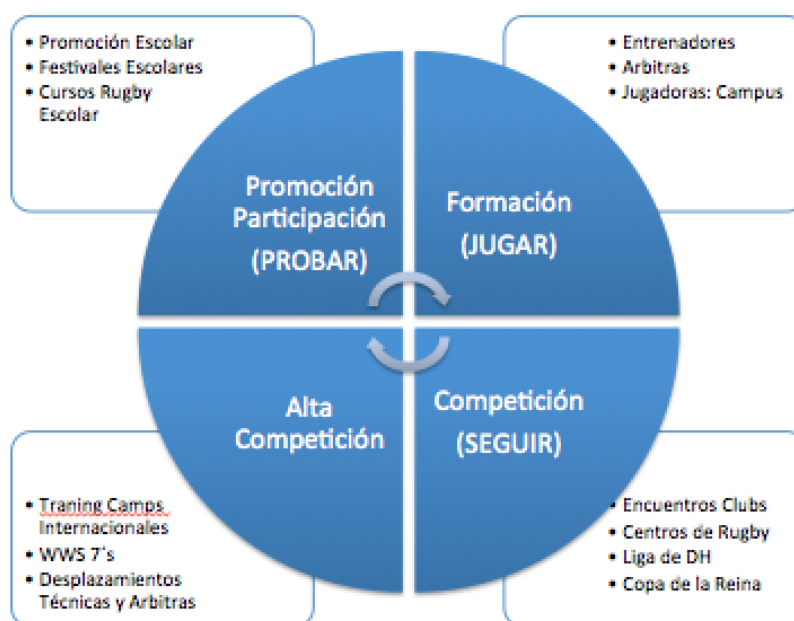 • Promoción Escolar
• Festivales Escolares
• Cursos Rugby
Escolar
• Entrenadores
• Arbitras
• Jugadoras: Campus
Promoción
Participación
(PROBAR)
Formación
(JUGAR)
Alta
Competición
Competición
(SEGUIR)
• Traning Camps
Internacionales
• WWS 7´s
• Desplazamientos
Técnicas y Arbitras
• Encuentros Clubs
• Centros de Rugby
• Liga de DH
• Copa de la Reina